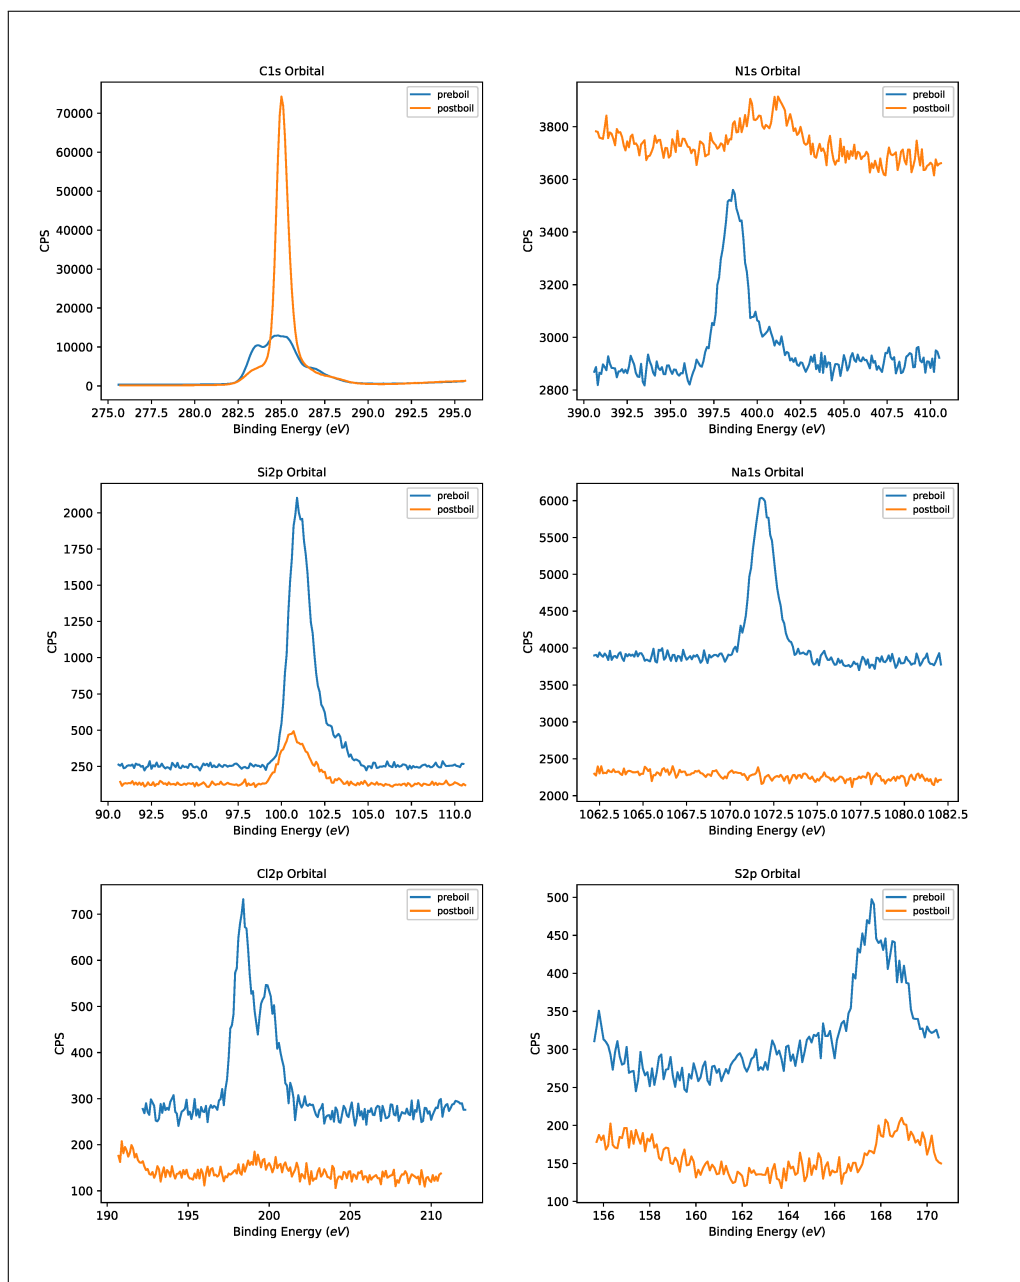 C1s Orbital
preboil
postboil
70000
60000
50000
40000
30000
20000
10000
0
CPS
275.0 277.5 280.0 282.5 285.0 287.5 290.0 292.5 295.0
Binding Energy (eV)
N1s Orbital
preboil
postboil
3800
3600
3400
3200
3000
2800
CPS
390.0 392.5 395.0 397.5 400.0 402.5 405.0 407.5 410.0
Binding Energy (eV)
Si2p Orbital
preboil
postboil
2000
1750
1500
1250
1000
750
500
250
CPS
90.0 92.5 95.0 97.5 100.0 102.5 105.0 107.5 110.0
Binding Energy (eV)
Na1s Orbital
preboil
postboil
6000
5500
5000
4500
4000
3500
3000
2500
2000
CPS
1062.5 1065.0 1067.5 1070.0 1072.5 1075.0 1077.5 1080.0 1082.5
Binding Energy (eV)
Cl2p Orbital
preboil
postboil
700
600
500
400
300
200
100
CPS
190 195 200 205 210
Binding Energy (eV)
S2p Orbital
preboil
postboil
500
450
400
350
300
250
200
150
100
CPS
156 158 160 162 164 166 168 170
Binding Energy (eV)